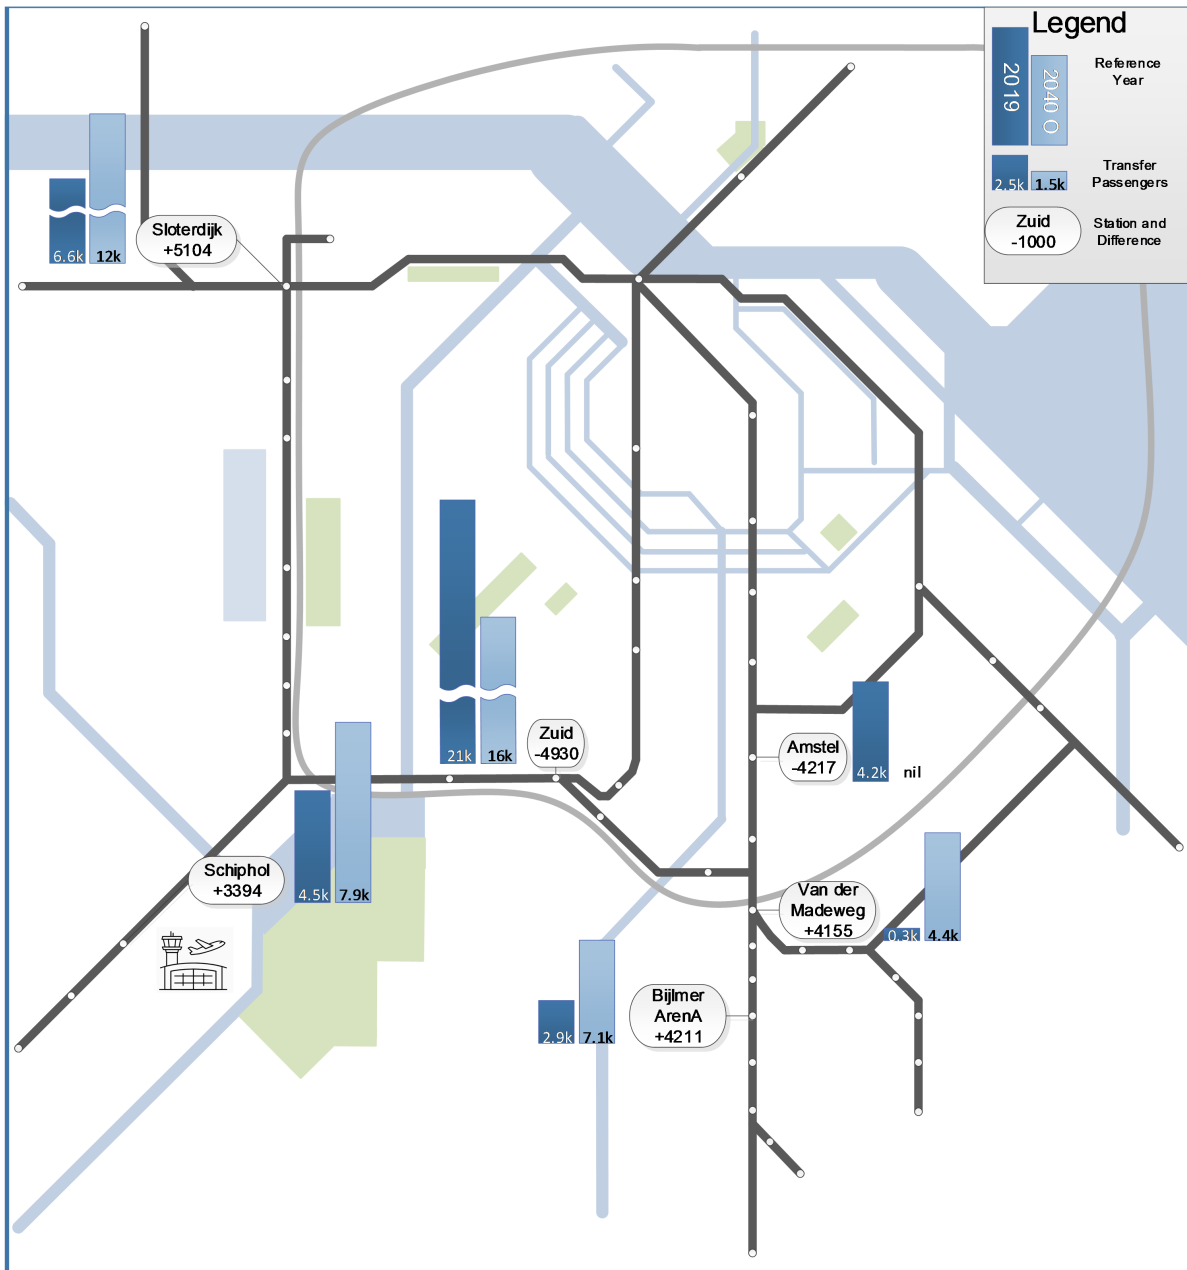 Legend
2019
2040 O
Reference
Year
2.5k
1.5k
Transfer
Passengers
Zuid
-1000
Station and
Difference
6.6k
12k
Sloterdijk
+5104
21k
16k
Zuid
-4930
Amstel
-4217
4.2k
nil
Schiphol
+3394
4.5k
7.9k
Van der
Madeweg
+4155
0.3k
4.4k
2.9k
7.1k
Bijlmer
ArenA
+4211